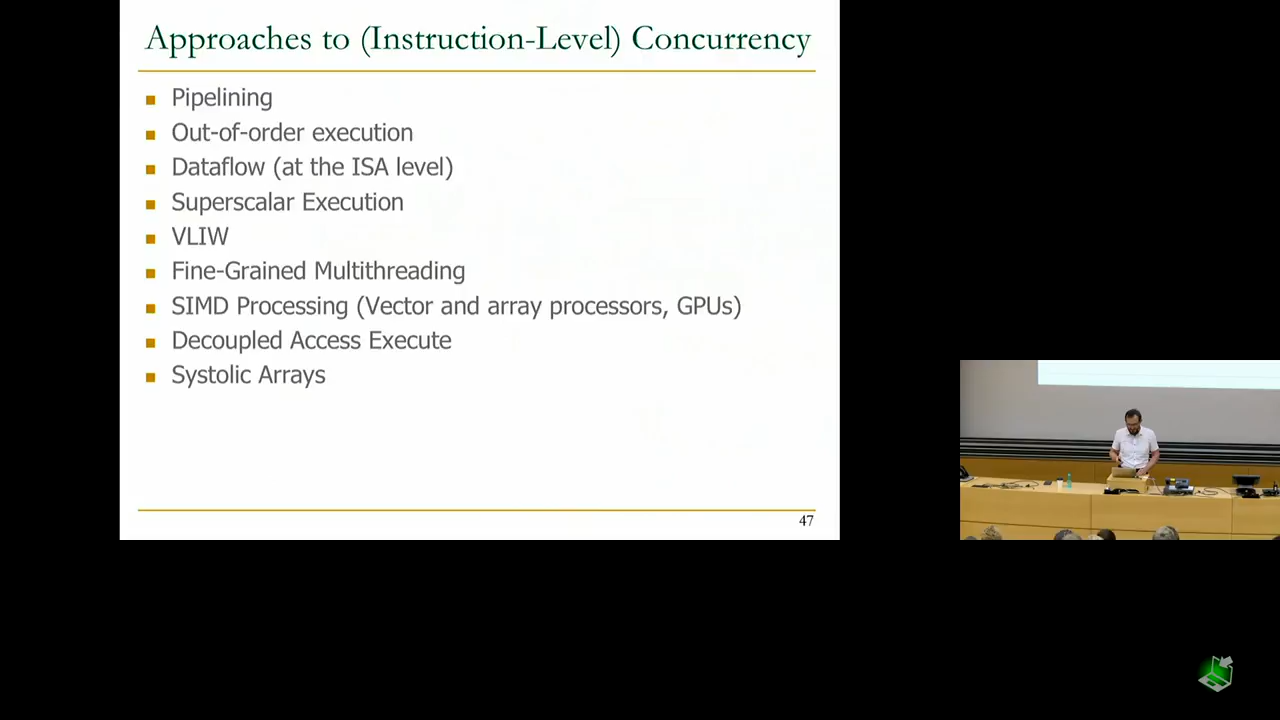 Approaches to (Instruction-Level) Concurrency
Pipelining
Out-of-order execution
Dataflow (at the ISA level)
Superscalar Execution
VLIW
Fine-Grained Multithreading
SIMD Processing (Vector and array processors, GPUs)
Decoupled Access Execute
Systolic Arrays
47